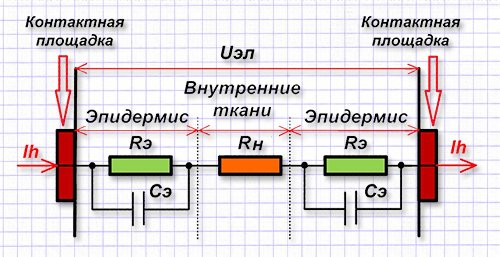 Контактная
площадка
Контактная
площадка
Uэл
Эпидермис
Внутренние
ткани
Эпидермис
Ih
Rэ
Rн
Rэ
Ih
Cэ
Cэ